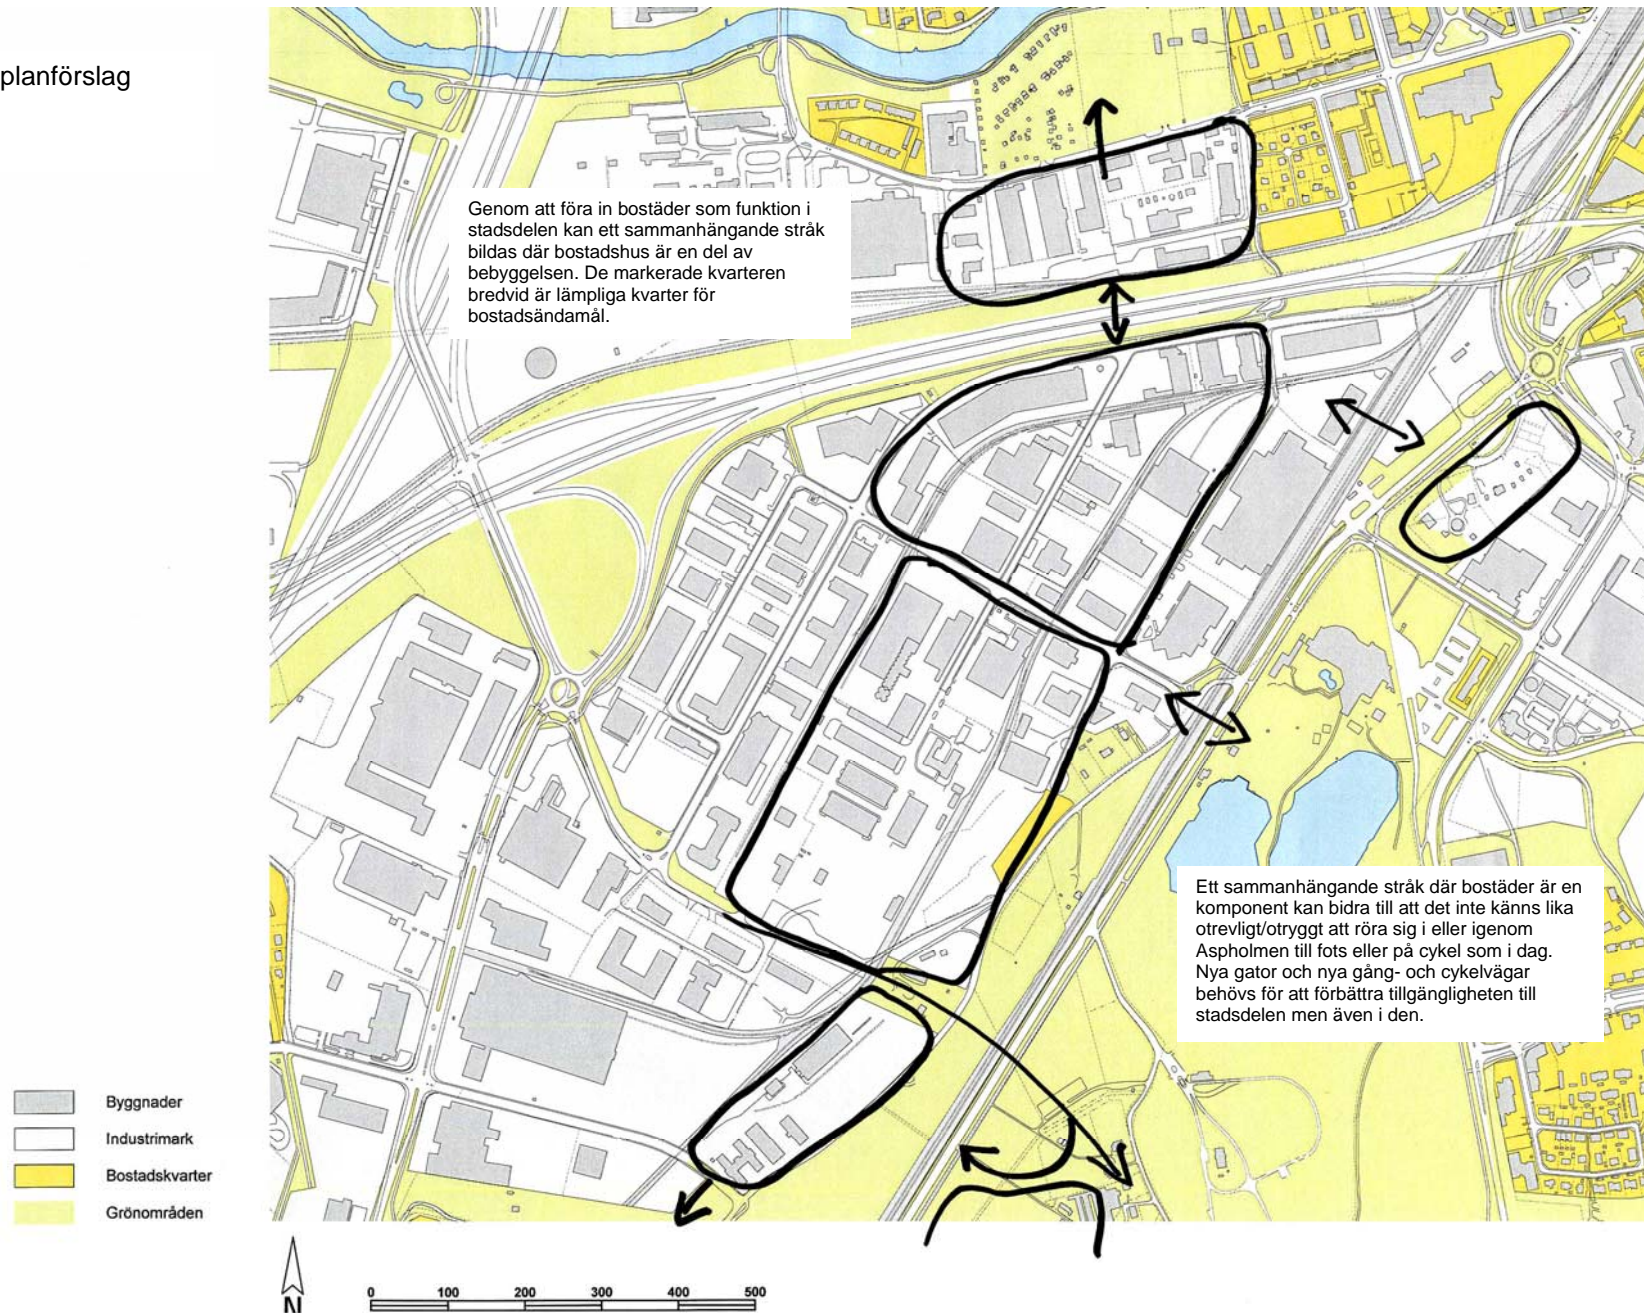 planförslag
Genom att föra in bostäder som funktion i
stadsdelen kan ett sammanhängande stråk
bildas där bostadshus är en del av
bebyggelsen. De markerade kvarteren
bredvid är lämpliga kvarter för
bostadsändamål.
Ett sammanhängande stråk där bostäder är en
komponent kan bidra till att det inte känns lika
otrevligt/otryggt att röra sig i eller igenom
Aspholmen till fots eller på cykel som i dag.
Nya gator och nya gång- och cykelvägar
behövs för att förbättra tillgängligheten till
stadsdelen men även i den.
Byggnader
Industrimark
Bostadskvarter
Grönområden
N
0 100 200 300 400 500